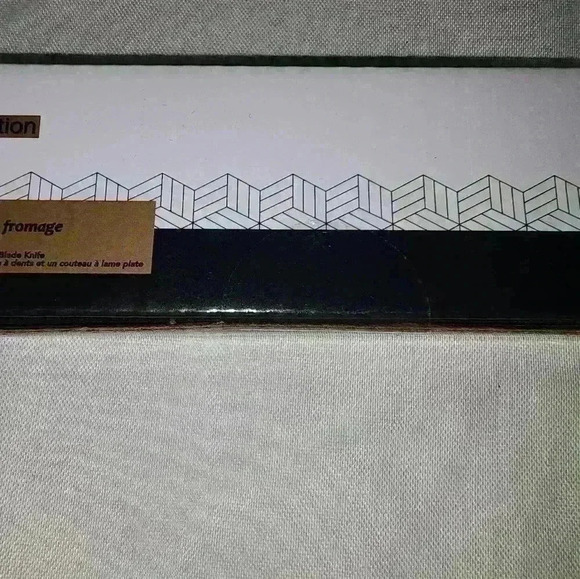 tion
fromage
Blade Knife
à dents et un couteau à lame plate